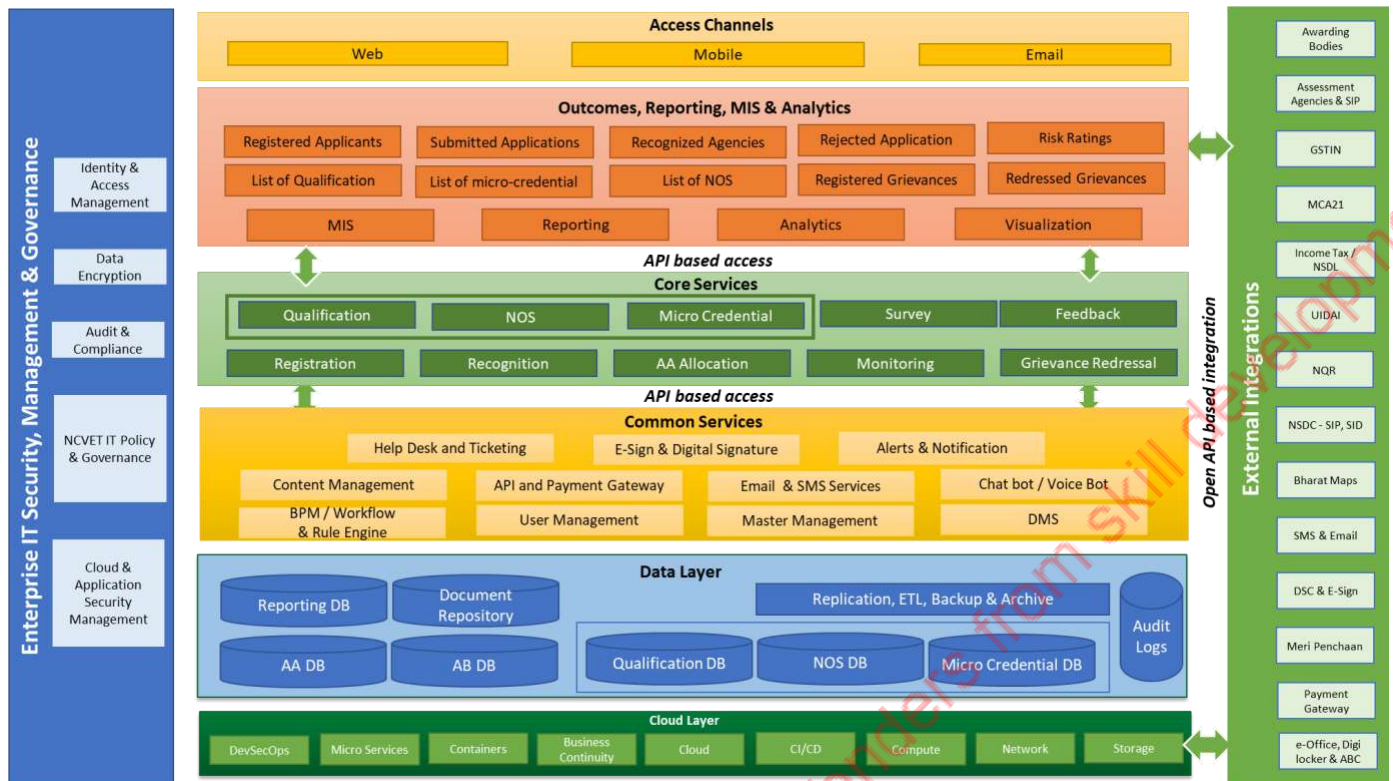 Enterprise IT Security, Management & Governance
Identity &
Access
Management
Data
Encryption
Audit &
Compliance
NCVET IT Policy
& Governance
Cloud &
Application
Security
Management
Access Channels
Web
Mobile
Email
Outcomes, Reporting, MIS & Analytics
Registered Applicants
Submitted Applications
Recognized Agencies
Rejected Application
Risk Ratings
List of Qualification
List of micro-credential
List of NOS
Registered Grievances
Redressed Grievances
MIS
Reporting
Analytics
Visualization
API based access
Core Services
Qualification
NOS
Micro Credential
Survey
Feedback
Registration
Recognition
AA Allocation
Monitoring
Grievance Redressal
API based access
Common Services
Help Desk and Ticketing
E-Sign & Digital Signature
Alerts & Notification
Content Management
API and Payment Gateway
Email & SMS Services
Chat bot / Voice Bot
BPM / Workflow
& Rule Engine
User Management
Master Management
DMS
Data Layer
Reporting DB
Document
Repository
Replication, ETL, Backup & Archive
Audit
Logs
AA DB
AB DB
Qualification DB
NOS DB
Micro Credential DB
Cloud Layer
DevSecOps
Micro Services
Containers
Business
Continuity
Cloud
CI/CD
Compute
Network
Storage
Open API based integration
External Integrations
Awarding
Bodies
Assessment
Agencies & SIP
GSTIN
MCA21
Income Tax /
NSDL
UIDAI
NQR
NSDC - SIP, SID
Bharat Maps
SMS & Email
DSC & E-Sign
Meri Penchaan
Payment
Gateway
e-Office, Digi
locker & ABC
from skill